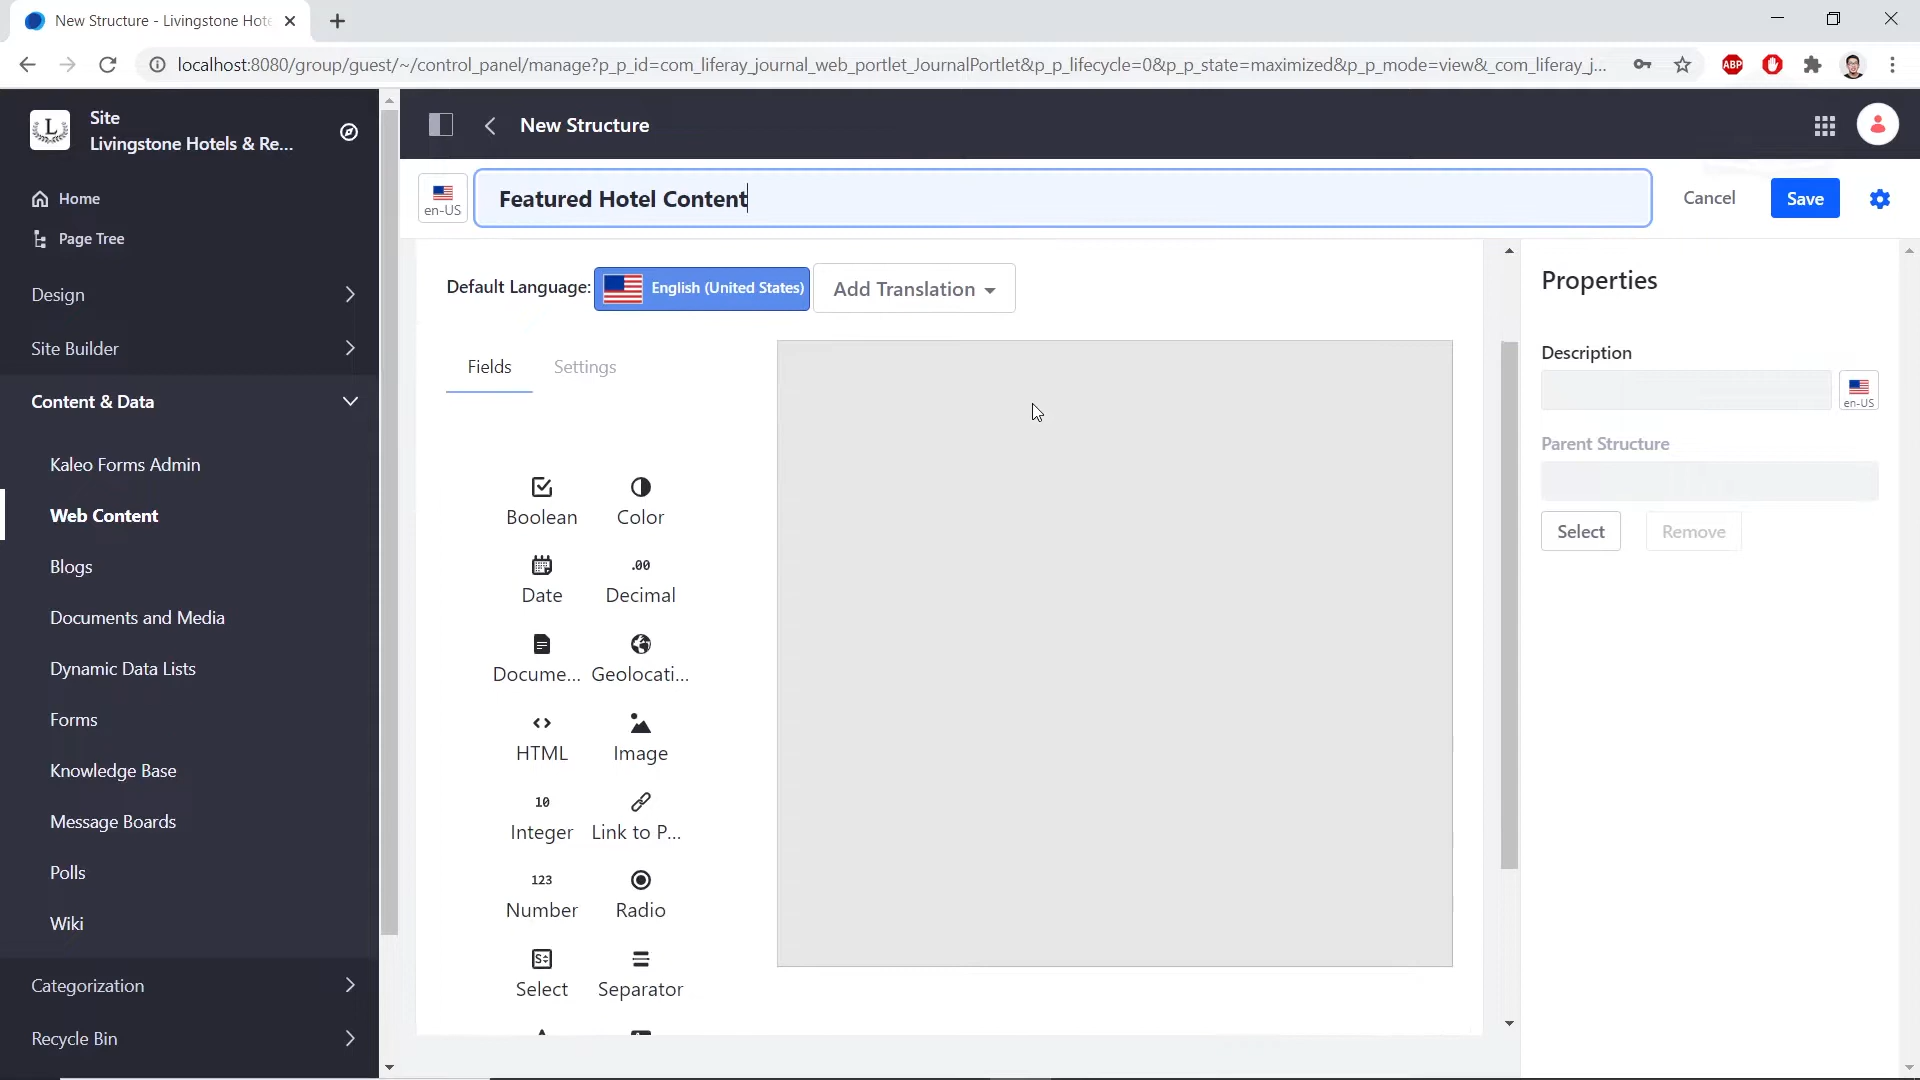 New Structure - Livingstone Hote
localhost:8080/group/guest/~/control_panel/manage?p_p_id=com_liferay_journal_web_portlet_JournalPortlet&p_p_lifecycle=0&p_p_state=maximized&p_p_mode=view&_com_liferay_j...
ABP
L
Site
Livingstone Hotels & Re...
New Structure
Home
Page Tree
Design
Site Builder
Content & Data
Kaleo Forms Admin
Web Content
Blogs
Documents and Media
Dynamic Data Lists
Forms
Knowledge Base
Message Boards
Polls
Wiki
Categorization
Recycle Bin
en-US
Featured Hotel Content
Cancel
Save
Default Language:
English (United States)
Add Translation
Fields
Settings
Boolean
Color
Date
.00
Decimal
Docume...
Geolocati...
HTML
Image
10
Integer
Link to P...
123
Number
Radio
Select
Separator
Properties
Description
en-US
Parent Structure
Select
Remove